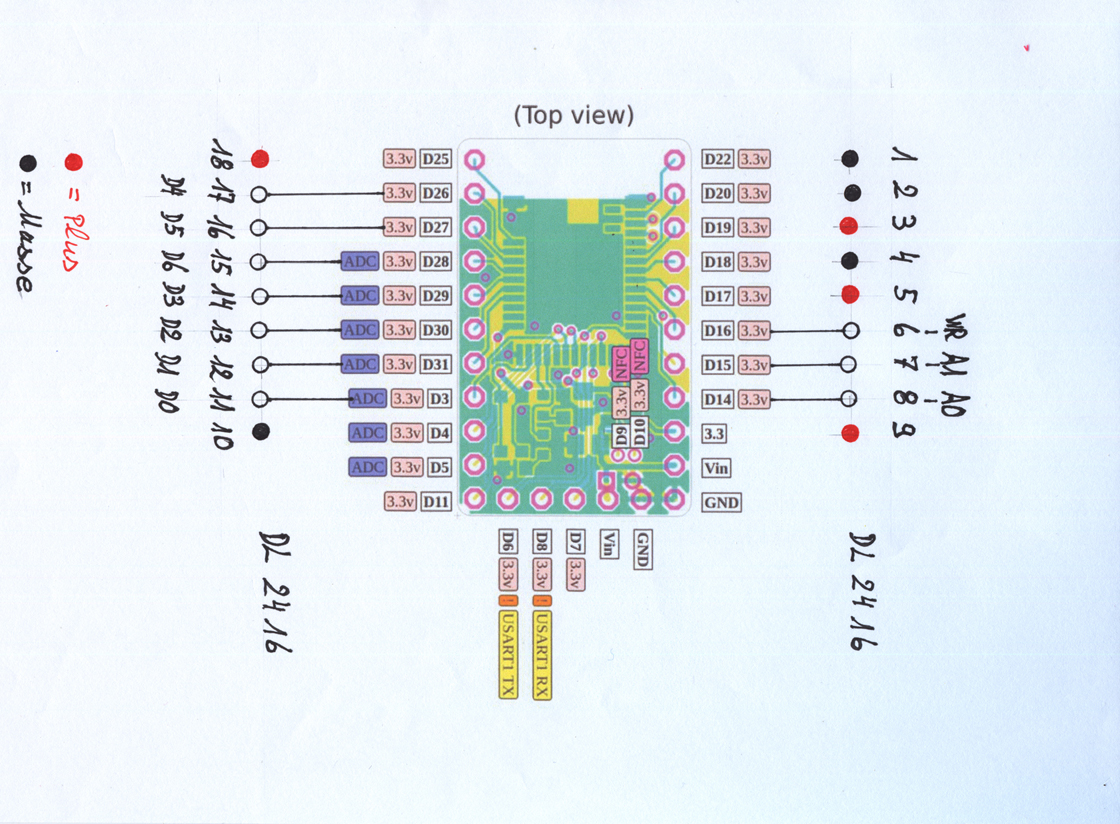 (Top view)
18 3.3v D25 D22 3.3v 1
D4 17 3.3v D26 D20 3.3v 2
D5 16 3.3v D27 D19 3.3v 3
D6 15 ADC 3.3v D28 D18 3.3v 4
D3 14 ADC 3.3v D29 D17 3.3v 5
D2 13 ADC 3.3v D30 D16 3.3v 6 WR
D1 12 ADC 3.3v D31 D15 3.3v 7 A1
D0 11 ADC 3.3v D3 D14 3.3v 8 A0
10 ADC 3.3v D4 3.3 9
ADC 3.3v D5 Vin
3.3v D11 GND
NFC 3.3v D9
NFC 3.3v D10
D6 3.3v ! USART1 TX
D8 3.3v ! USART1 RX
D7 3.3v
Vin
GND
DL 2416
DL 2416
= Plus
= Masse